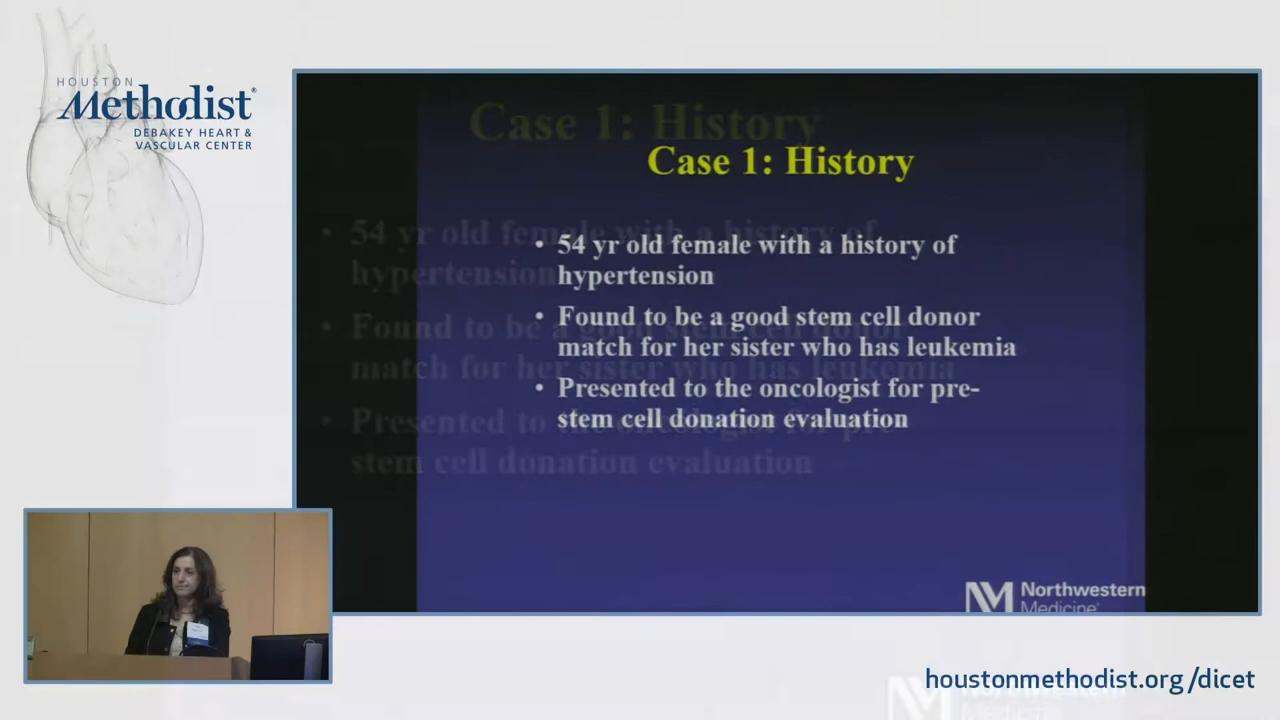 HOUSTON
Methodist®
DEBAKEY HEART &
VASCULAR CENTER
Case 1: History
Case 1: History
• 54 yr old female with a history of
hypertension
• Found to be a good stem cell donor
match for her sister who has leukemia
• Presented to the oncologist for pre-
stem cell donation evaluation
NM Northwestern
Medicine®
houstonmethodist.org/dicet